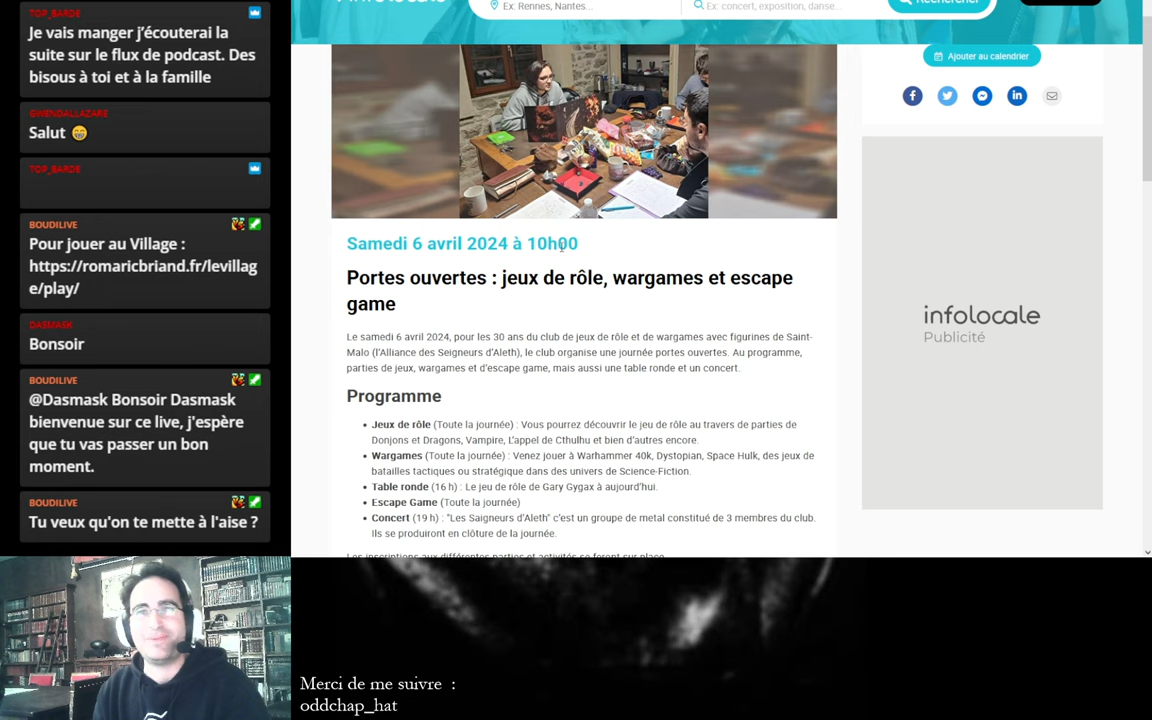 TOP_BARDE
Je vais manger j'écouterai la
suite sur le flux de podcast. Des
bisous à toi et à la famille
GWENDALLAZARE
Salut
TOP_BARDE
BOUDILIVE
Pour jouer au Village :
https://romaricbriand.fr/levillag
e/play/
DASMASK
Bonsoir
BOUDILIVE
@Dasmask Bonsoir Dasmask
bienvenue sur ce live, j'espère
que tu vas passer un bon
moment.
BOUDILIVE
Tu veux qu'on te mette à l'aise ?
infolocale
Ex: Rennes, Nantes...
Ex: concert, exposition, danse...
Rechercher
Ajouter au calendrier
Samedi 6 avril 2024 à 10h00
Portes ouvertes : jeux de rôle, wargames et escape
game
Le samedi 6 avril 2024, pour les 30 ans du club de jeux de rôle et de wargames avec figurines de Saint-
Malo (l'Alliance des Seigneurs d'Aleth), le club organise une journée portes ouvertes. Au programme,
parties de jeux, wargames et d'escape game, mais aussi une table ronde et un concert.
Programme
• Jeux de rôle (Toute la journée) : Vous pourrez découvrir le jeu de rôle au travers de parties de
Donjons et Dragons, Vampire, L'appel de Cthulhu et bien d'autres encore.
• Wargames (Toute la journée) : Venez jouer à Warhammer 40k, Dystopian, Space Hulk, des jeux de
batailles tactiques ou stratégique dans des univers de Science-Fiction.
• Table ronde (16 h) : Le jeu de rôle de Gary Gygax à aujourd'hui.
• Escape Game (Toute la journée)
• Concert (19 h) : "Les Saigneurs d'Aleth" c'est un groupe de metal constitué de 3 membres du club.
Ils se produiront en clôture de la journée.
Les inscriptions aux différentes parties et activités se feront sur place.
infolocale
Publicité
Merci de me suivre :
oddchap_hat